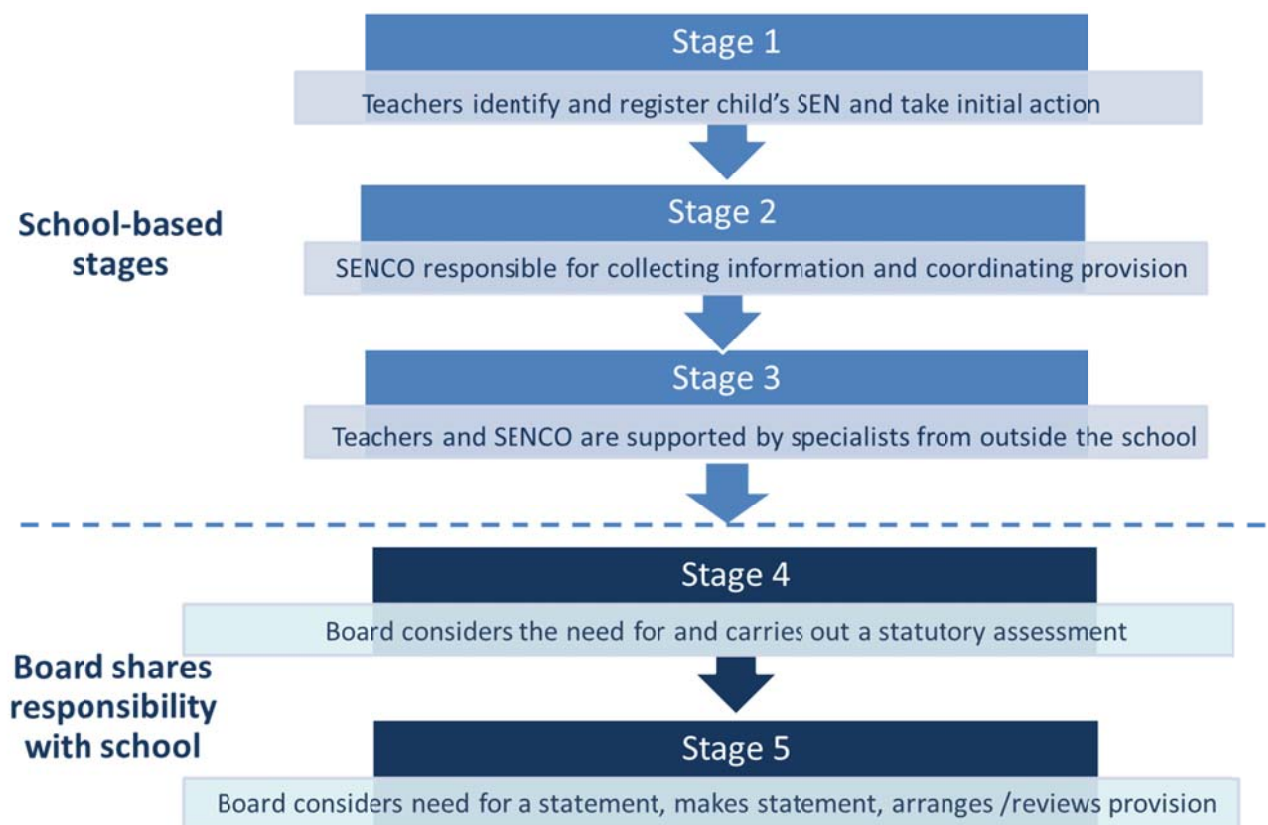 Stage 1
Teachers identify and register child's SEN and take initial action
School-based
stages
Stage 2
SENCO responsible for collecting information and coordinating provision
Stage 3
Teachers and SENCO are supported by specialists from outside the school
Stage 4
Board considers the need for and carries out a statutory assessment
Board shares
responsibility
with school
Stage 5
Board considers need for a statement, makes statement, arranges /reviews provision